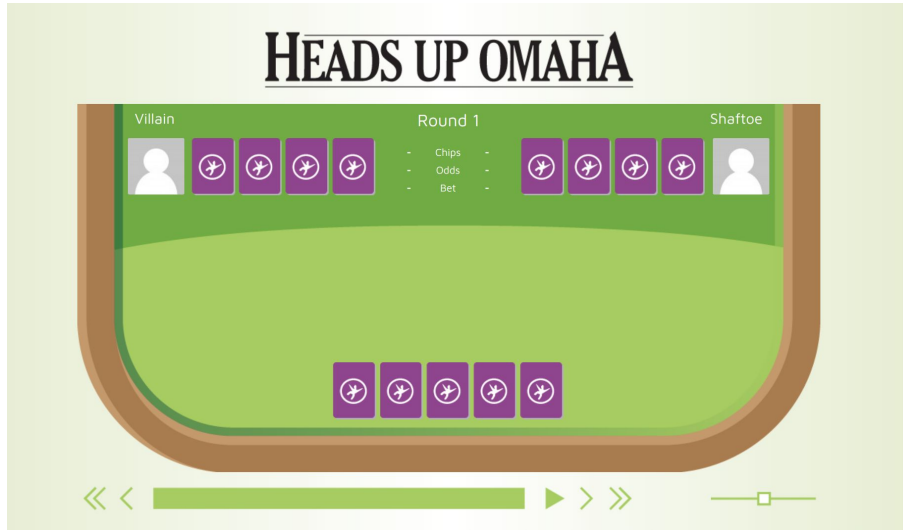 HEADS UP OMAHA
Villain Round 1 Shaftoe
- Chips -
- Odds -
- Bet -